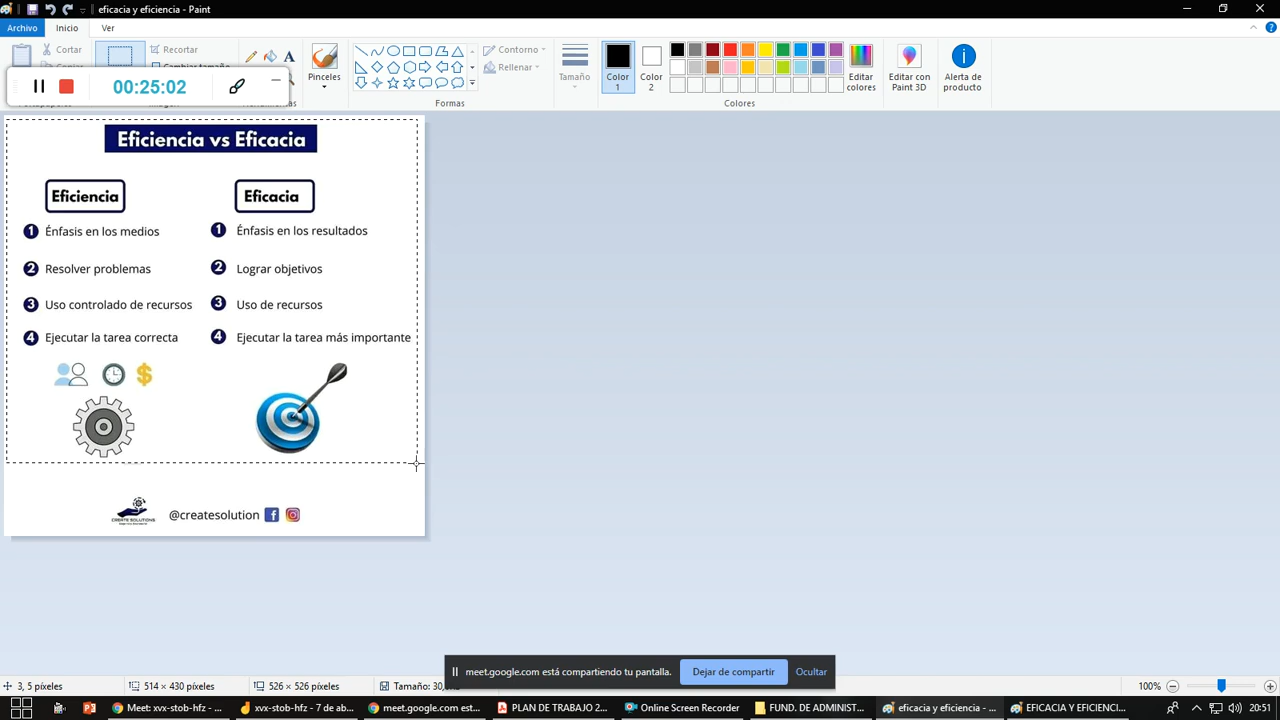 eficacia y eficiencia - Paint
Archivo
Inicio
Ver
Cortar
Recortar
Pinceles
Contorno
Rellenar
Tamaño
Color 1
Color 2
Editar colores
Editar con Paint 3D
Alerta de producto
00:25:02
Formas
Colores
Eficiencia vs Eficacia
Eficiencia
Eficacia
1 Énfasis en los medios
1 Énfasis en los resultados
2 Resolver problemas
2 Lograr objetivos
3 Uso controlado de recursos
3 Uso de recursos
4 Ejecutar la tarea correcta
4 Ejecutar la tarea más importante
CREATE SOLUTIONS
@createsolution
meet.google.com está compartiendo tu pantalla.
Dejar de compartir
Ocultar
3, 5 píxeles
514 × 430 píxeles
526 × 526 píxeles
100%
Meet: xvx-stob-hfz - ...
xvx-stob-hfz - 7 de ab...
meet.google.com est...
PLAN DE TRABAJO 2...
Online Screen Recorder
FUND. DE ADMINIST...
eficacia y eficiencia - ...
EFICACIA Y EFICIENCI...
20:51